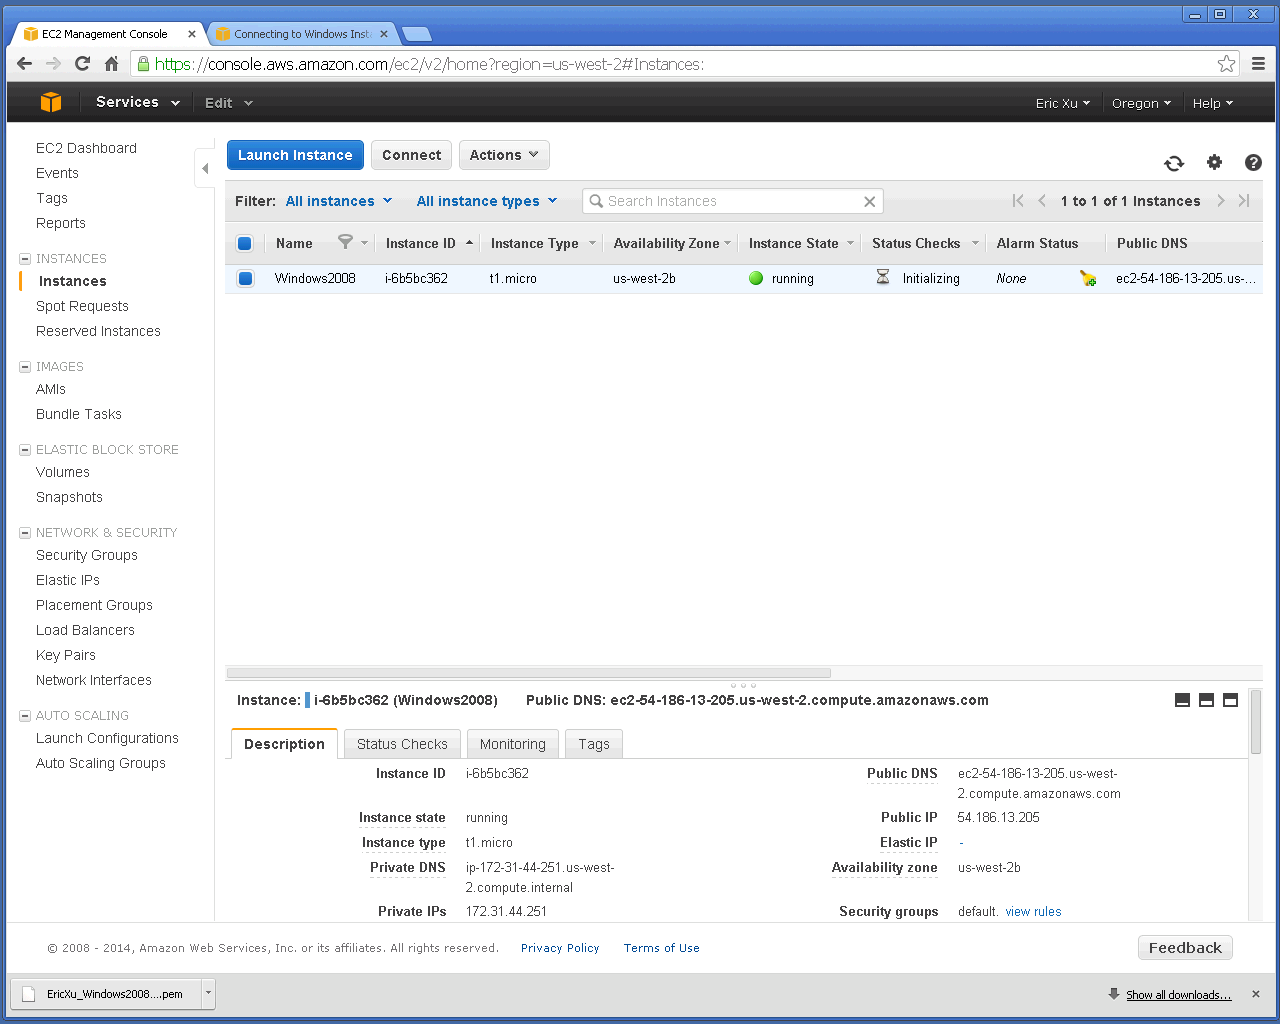 EC2 Management Console
Connecting to Windows Inst
https://console.aws.amazon.com/ec2/v2/home?region=us-west-2#Instances:
Services Edit Eric Xu Oregon Help
EC2 Dashboard
Events
Tags
Reports
INSTANCES
Instances
Spot Requests
Reserved Instances
IMAGES
AMIs
Bundle Tasks
ELASTIC BLOCK STORE
Volumes
Snapshots
NETWORK & SECURITY
Security Groups
Elastic IPs
Placement Groups
Load Balancers
Key Pairs
Network Interfaces
AUTO SCALING
Launch Configurations
Auto Scaling Groups
Launch Instance Connect Actions
Filter: All instances All instance types Search Instances 1 to 1 of 1 Instances
Name Instance ID Instance Type Availability Zone Instance State Status Checks Alarm Status Public DNS
Windows2008 i-6b5bc362 t1.micro us-west-2b running Initializing None ec2-54-186-13-205.us-...
Instance: i-6b5bc362 (Windows2008) Public DNS: ec2-54-186-13-205.us-west-2.compute.amazonaws.com
Description Status Checks Monitoring Tags
Instance ID i-6b5bc362 Public DNS ec2-54-186-13-205.us-west-
2.compute.amazonaws.com
Instance state running Public IP 54.186.13.205
Instance type t1.micro Elastic IP -
Private DNS ip-172-31-44-251.us-west- Availability zone us-west-2b
2.compute.internal
Private IPs 172.31.44.251 Security groups default. view rules
© 2008 - 2014, Amazon Web Services, Inc. or its affiliates. All rights reserved. Privacy Policy Terms of Use Feedback
EricXu_Windows2008....pem Show all downloads...